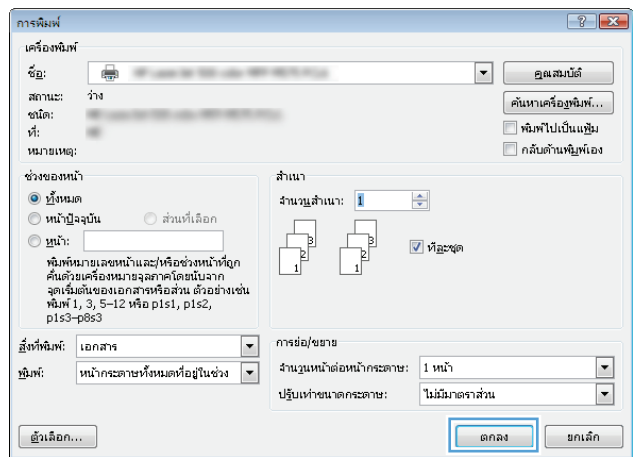 การพิมพ์
เครื่องพิมพ์
ชื่อ:
คุณสมบัติ
สถานะ: ว่าง
ค้นหาเครื่องพิมพ์...
ชนิด:
ที่:
พิมพ์ไปเป็นแฟ้ม
หมายเหตุ:
กลับด้านพิมพ์เอง
ช่วงของหน้า
ทั้งหมด
หน้าปัจจุบัน ส่วนที่เลือก
หน้า:
พิมพ์หมายเลขหน้าและ/หรือช่วงหน้าที่ถูก
คั่นด้วยเครื่องหมายจุลภาคโดยนับจาก
จุดเริ่มต้นของเอกสารหรือส่วน ตัวอย่างเช่น
พิมพ์ 1, 3, 5–12 หรือ p1s1, p1s2,
p1s3–p8s3
สำเนา
จำนวนสำเนา: 1
1 2 3 1 2 3
ทีละชุด
สิ่งที่พิมพ์: เอกสาร
พิมพ์: หน้ากระดาษทั้งหมดที่อยู่ในช่วง
การย่อ/ขยาย
จำนวนหน้าต่อหน้ากระดาษ: 1 หน้า
ปรับเท่าขนาดกระดาษ: ไม่มีมาตราส่วน
ตัวเลือก...
ตกลง ยกเลิก